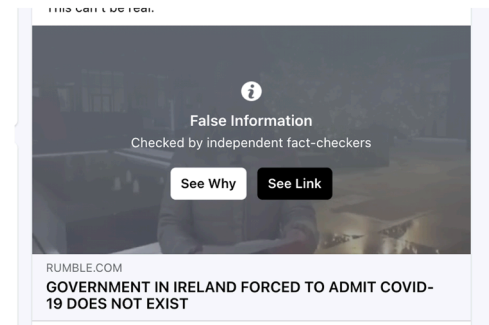 This can't be real.
False Information
Checked by independent fact-checkers
See Why
See Link
RUMBLE.COM
GOVERNMENT IN IRELAND FORCED TO ADMIT COVID-
19 DOES NOT EXIST